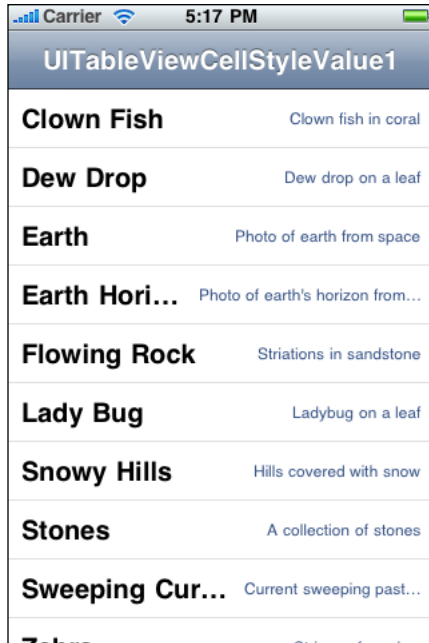 Carrier 5:17 PM
UITableViewCellStyleValue1
Clown Fish Clown fish in coral
Dew Drop Dew drop on a leaf
Earth Photo of earth from space
Earth Hori... Photo of earth's horizon from...
Flowing Rock Striations in sandstone
Lady Bug Ladybug on a leaf
Snowy Hills Hills covered with snow
Stones A collection of stones
Sweeping Cur... Current sweeping past...